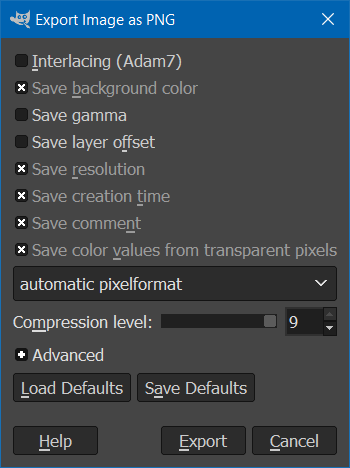 Export Image as PNG
Interlacing (Adam7)
Save background color
Save gamma
Save layer offset
Save resolution
Save creation time
Save comment
Save color values from transparent pixels
automatic pixelformat
Compression level: 9
Advanced
Load Defaults Save Defaults
Help Export Cancel